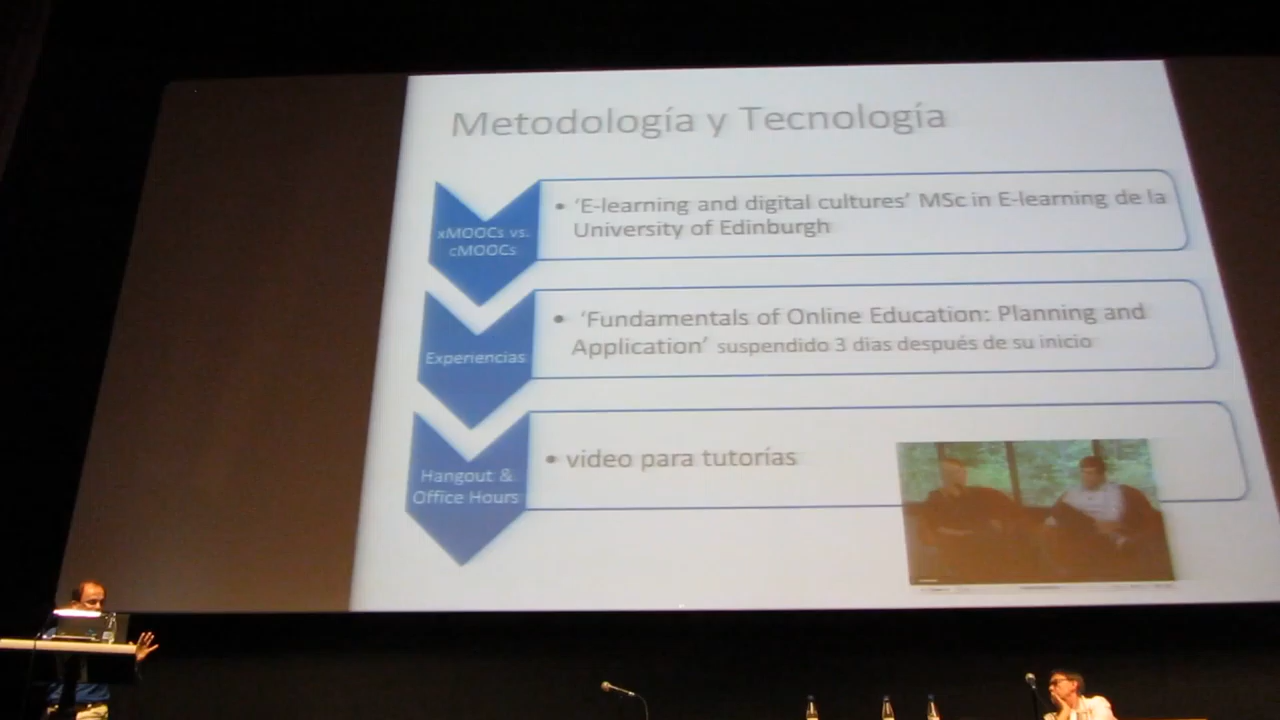 Metodología y Tecnología
xMOOCs vs.
cMOOCs
• 'E-learning and digital cultures' MSc in E-learning de la
University of Edinburgh
Experiencias
• 'Fundamentals of Online Education: Planning and
Application' suspendido 3 dias después de su inicio
Hangout &
Office Hours
• video para tutorías